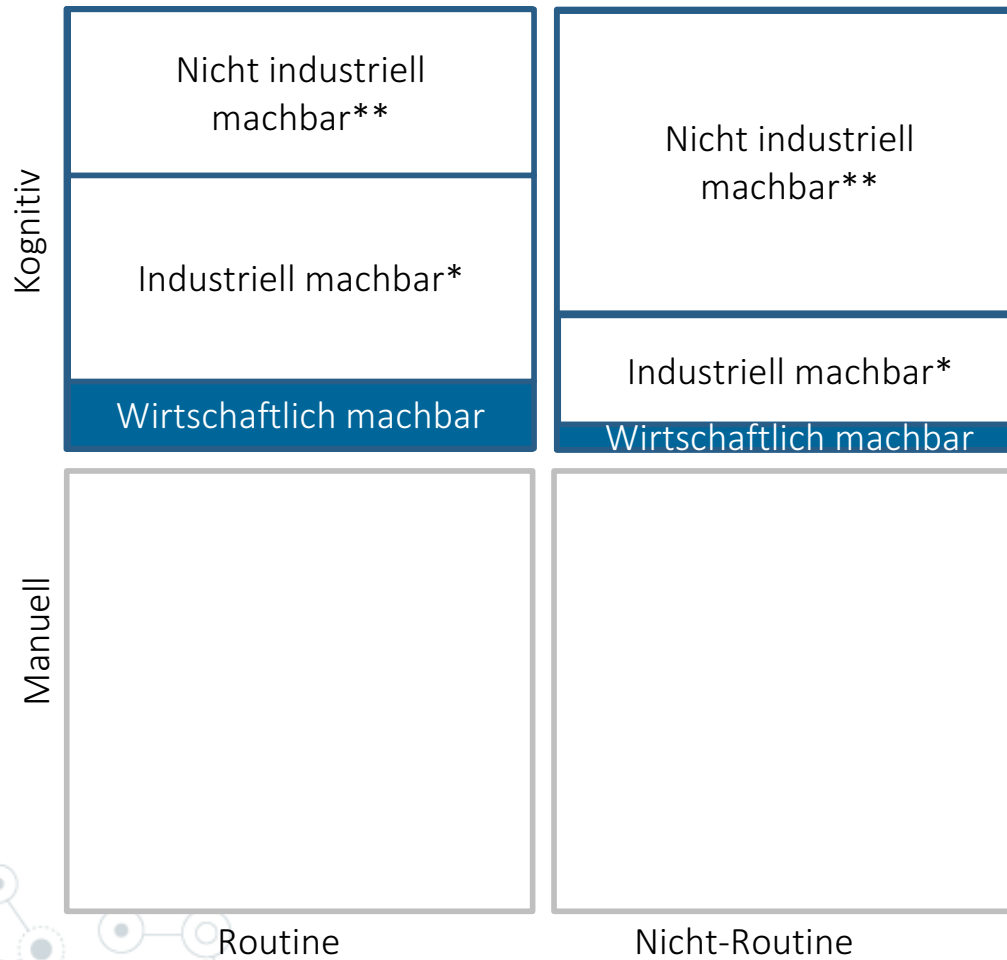 Kognitiv
Nicht industriell
machbar**
Industriell machbar*
Wirtschaftlich machbar
Nicht industriell
machbar**
Industriell machbar*
Wirtschaftlich machbar
Manuell
Routine
Nicht-Routine